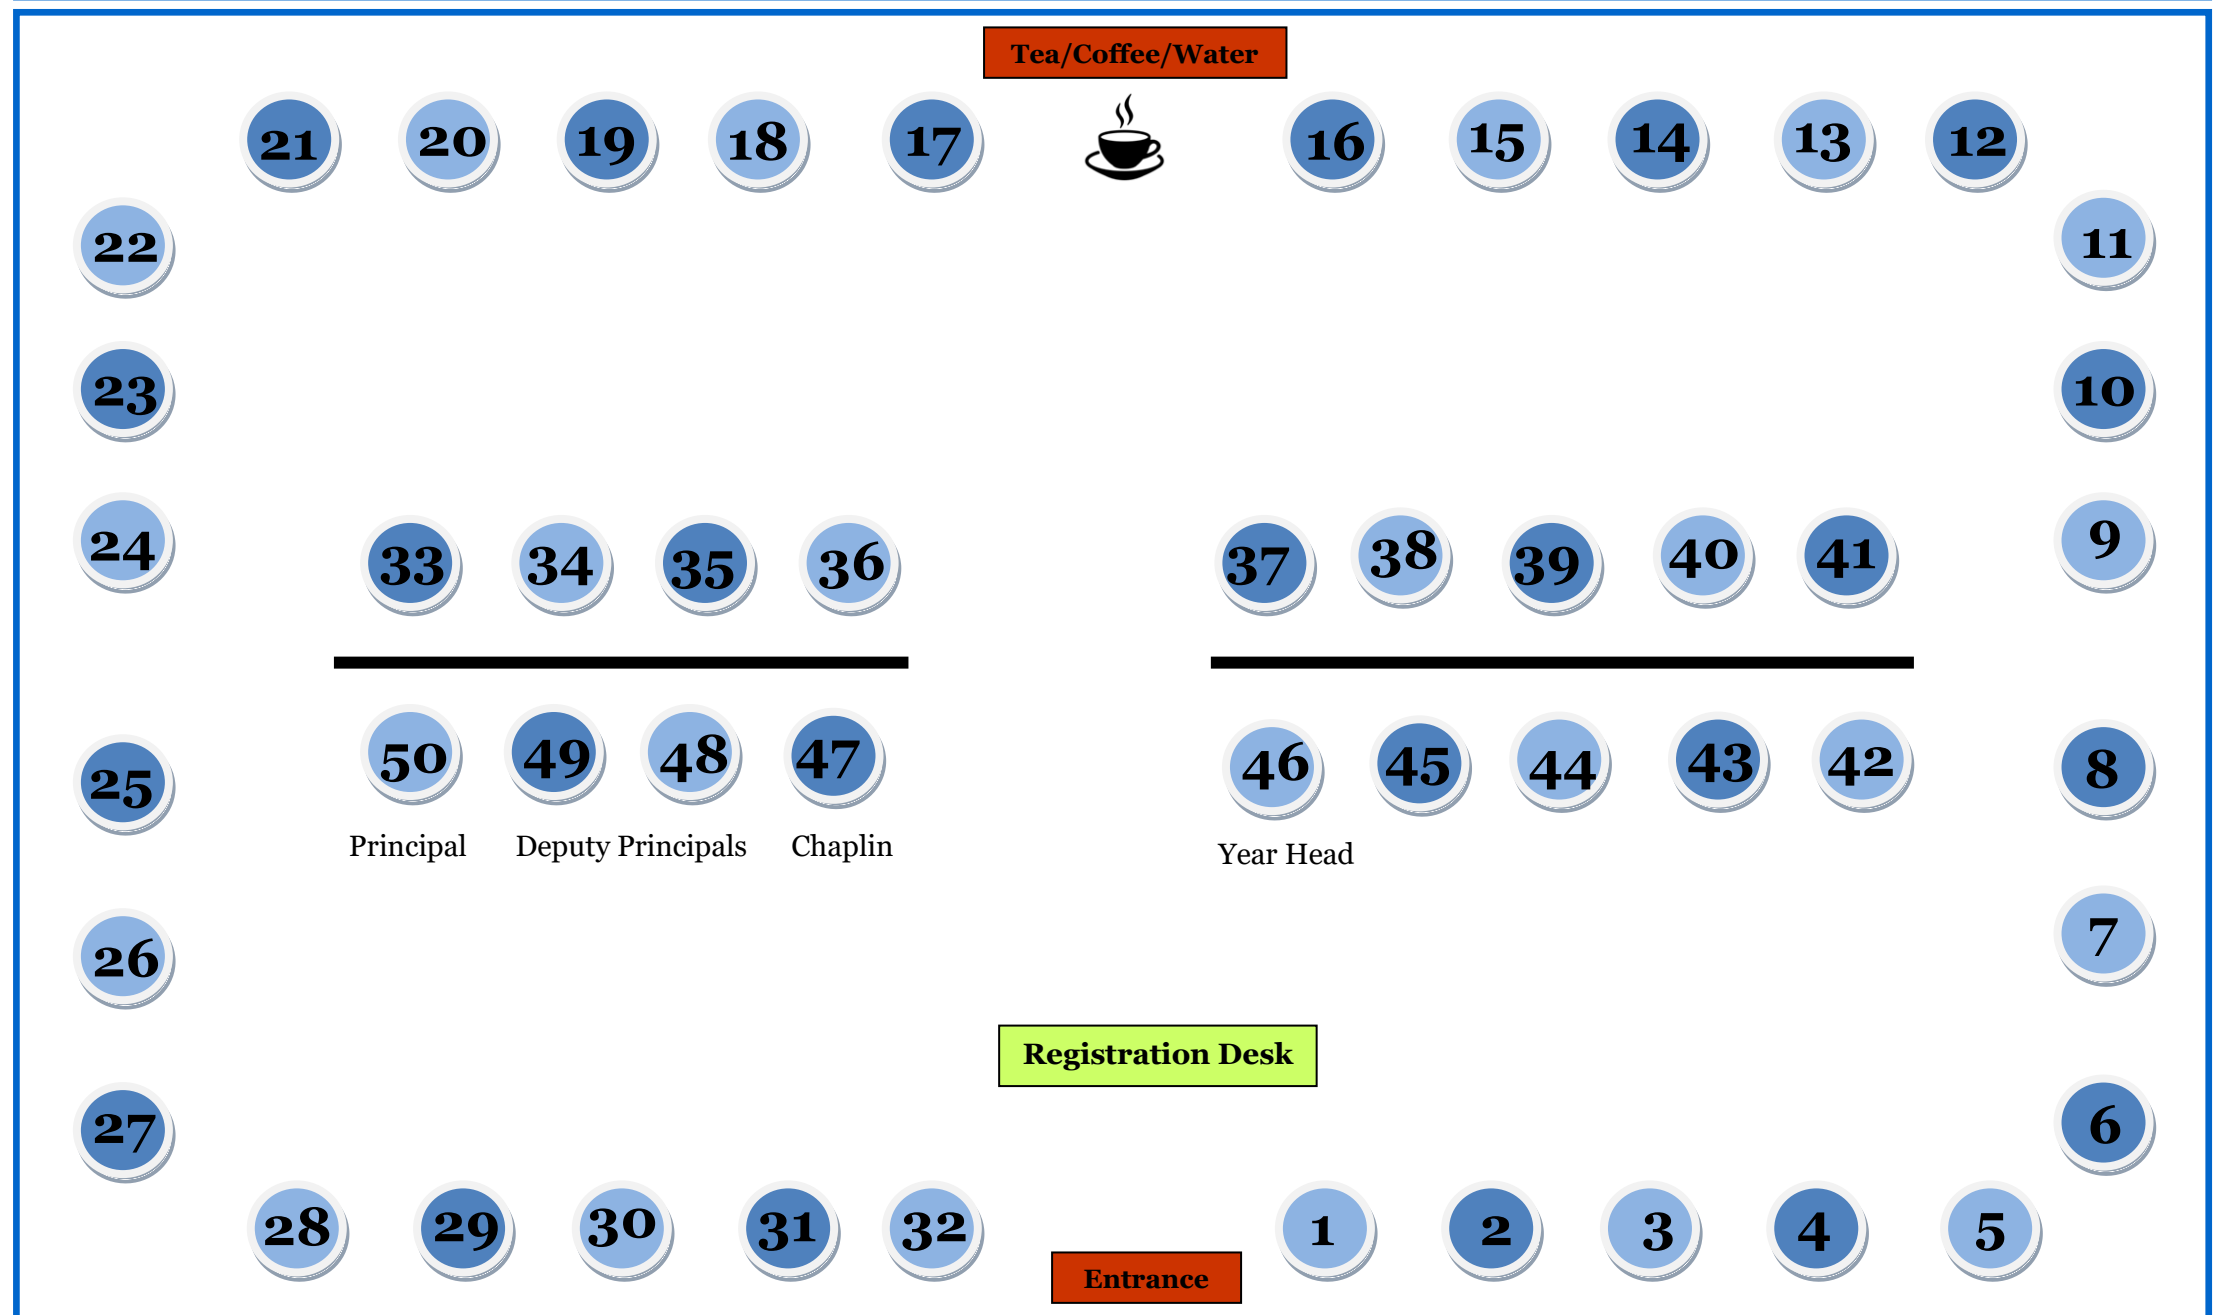 Tea/Coffee/Water
21 20 19 18 17 16 15 14 13 12
22 11
23 10
24 9
33 34 35 36 37 38 39 40 41
50 49 48 47 46 45 44 43 42
25 8
Principal Deputy Principals Chaplin Year Head
26 7
Registration Desk
27 6
28 29 30 31 32 1 2 3 4 5
Entrance